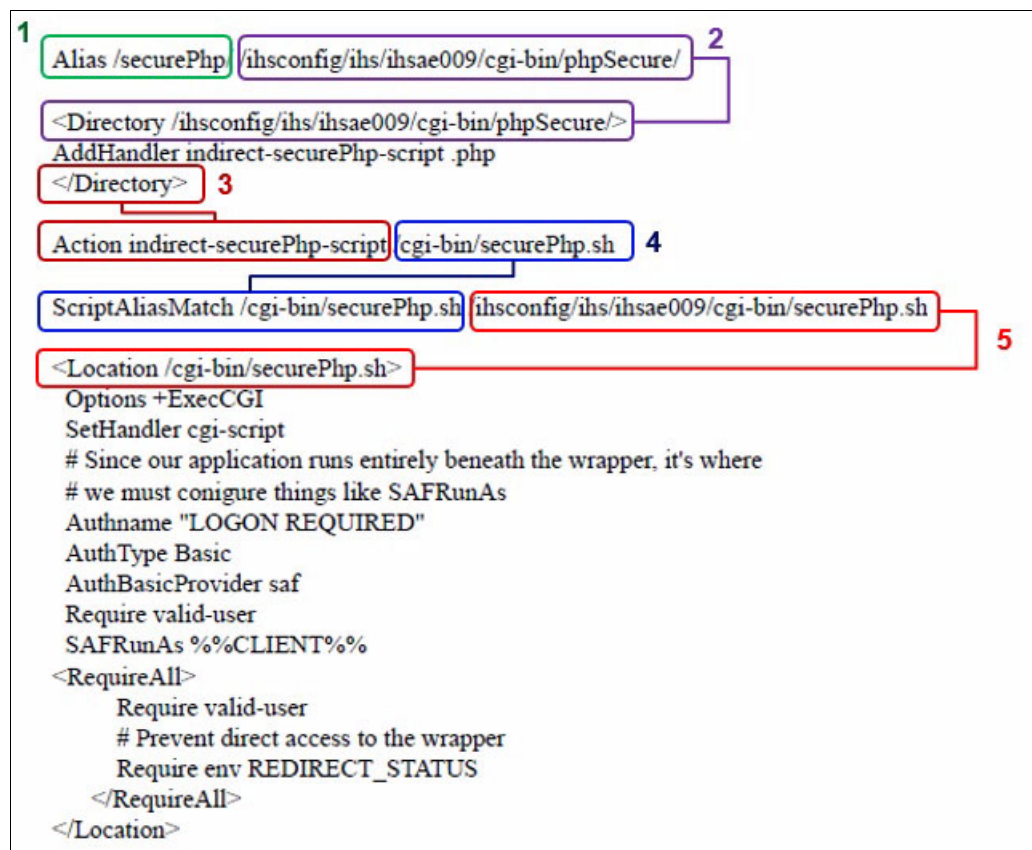 1
2
Alias /securePhp/ /ihsconfig/ihs/ihsae009/cgi-bin/phpSecure/
<Directory /ihsconfig/ihs/ihsae009/cgi-bin/phpSecure/>
AddHandler indirect-securePhp-script .php
</Directory> 3
Action indirect-securePhp-script /cgi-bin/securePhp.sh 4
ScriptAliasMatch /cgi-bin/securePhp.sh /ihsconfig/ihs/ihsae009/cgi-bin/securePhp.sh
5
<Location /cgi-bin/securePhp.sh>
Options +ExecCGI
SetHandler cgi-script
# Since our application runs entirely beneath the wrapper, it's where
# we must conigure things like SAFRunAs
Authname "LOGON REQUIRED"
AuthType Basic
AuthBasicProvider saf
Require valid-user
SAFRunAs %%CLIENT%%
<RequireAll>
Require valid-user
# Prevent direct access to the wrapper
Require env REDIRECT_STATUS
</RequireAll>
</Location>